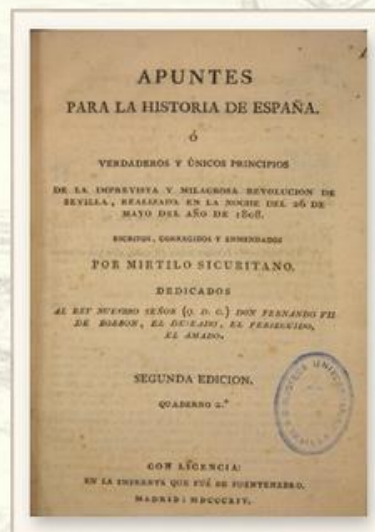 APUNTES
PARA LA HISTORIA DE ESPAÑA.
Ó
VERDADEROS Y ÚNICOS PRINCIPIOS
DE LA IMPREVISTA Y MILAGROSA REVOLUCION DE
SEVILLA, REALIZADA EN LA NOCHE DEL 26 DE
MAYO DEL AÑO DE 1808.
ESCRITOS, CORREGIDOS Y ENMENDADOS
POR MIRTILO SICURITANO,
DEDICADOS
AL REY NUESTRO SEÑOR (Q. D. G.) DON FERNANDO VII
DE BORBON, EL DESEADO, EL PERSEGUIDO,
EL AMADO.
SEGUNDA EDICION.
QUADERNO 2.º
CON LICENCIA:
EN LA IMPRENTA QUE FUÉ DE FUENTENEBRO.
MADRID: MDCCCXIV.